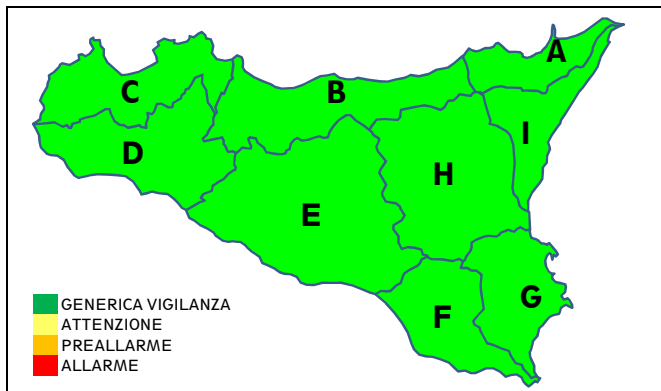 A
C
B
I
D
H
E
G
F
GENERICA VIGILANZA
ATTENZIONE
PREALLARME
ALLARME